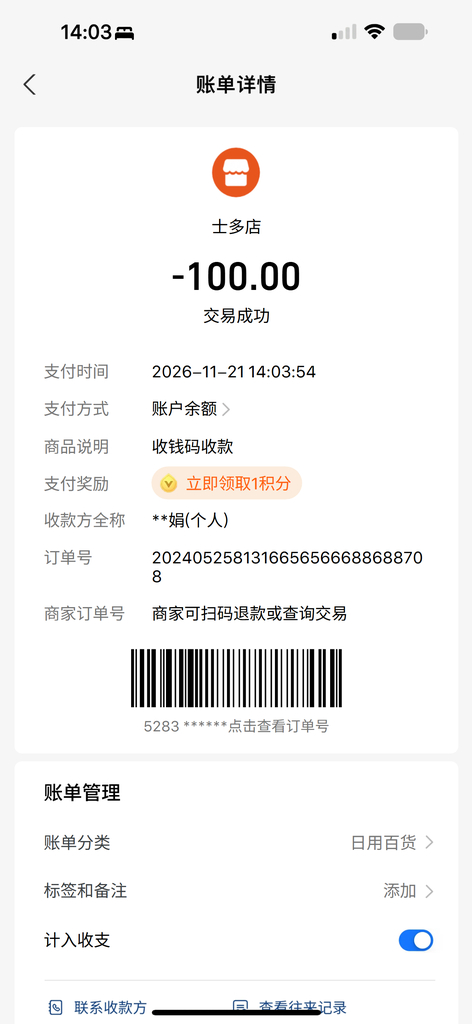 14:03
账单详情
士多店
-100.00
交易成功
支付时间 2026-11-21 14:03:54
支付方式 账户余额
商品说明 收钱码收款
支付奖励 立即领取1积分
收款方全称 **娟(个人)
订单号 2024052581316656566688688708
8
商家订单号 商家可扫码退款或查询交易
5283 ******点击查看订单号
账单管理
账单分类 日用百货
标签和备注 添加
计入收支
联系收款方 查看往来记录